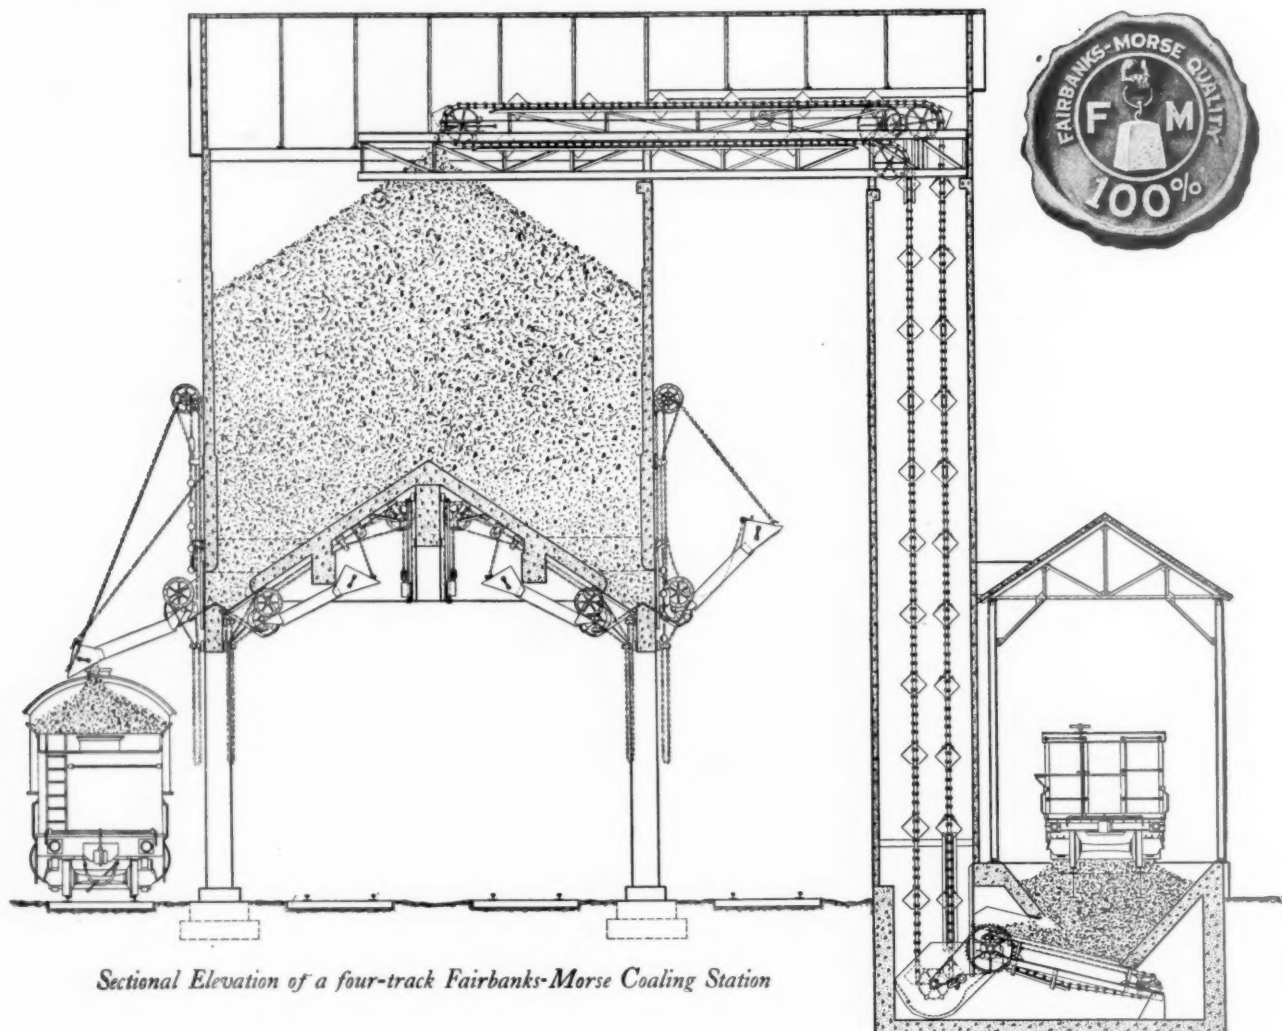 FAIRBANKS-MORSE QUALITY
F M
100%
Sectional Elevation of a four-track Fairbanks-Morse Coaling Station